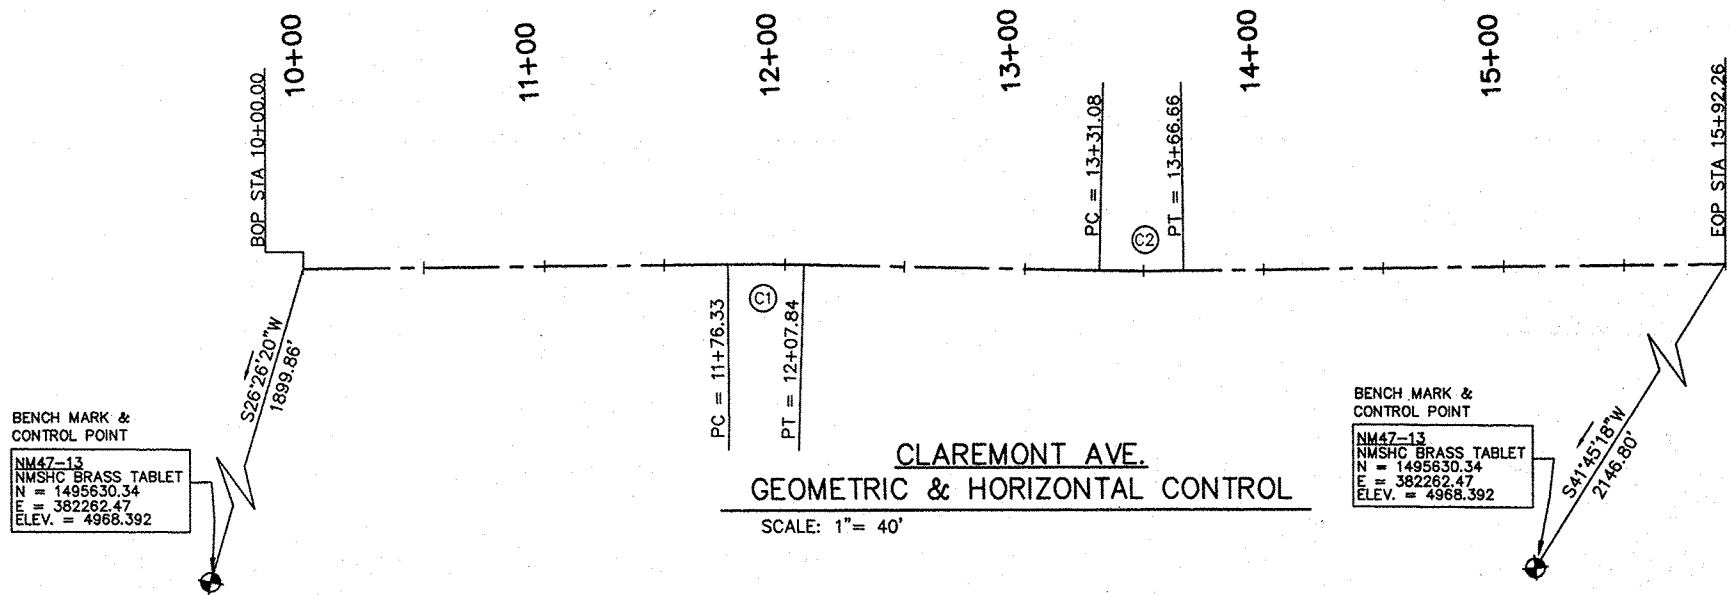 10+00
11+00
12+00
13+00
14+00
15+00
BOP STA 10+00.00
PC = 13+31.08
PT = 13+66.66
EOP STA 15+92.26
C2
C1
PC = 11+76.33
PT = 12+07.84
S26°26'20"W
1899.86'
S41°45'18"W
2146.80'
BENCH MARK &
CONTROL POINT
NM47-13
NMSHC BRASS TABLET
N = 1495630.34
E = 382262.47
ELEV. = 4968.392
CLAREMONT AVE.
GEOMETRIC & HORIZONTAL CONTROL
SCALE: 1"= 40'
BENCH MARK &
CONTROL POINT
NM47-13
NMSHC BRASS TABLET
N = 1495630.34
E = 382262.47
ELEV. = 4968.392